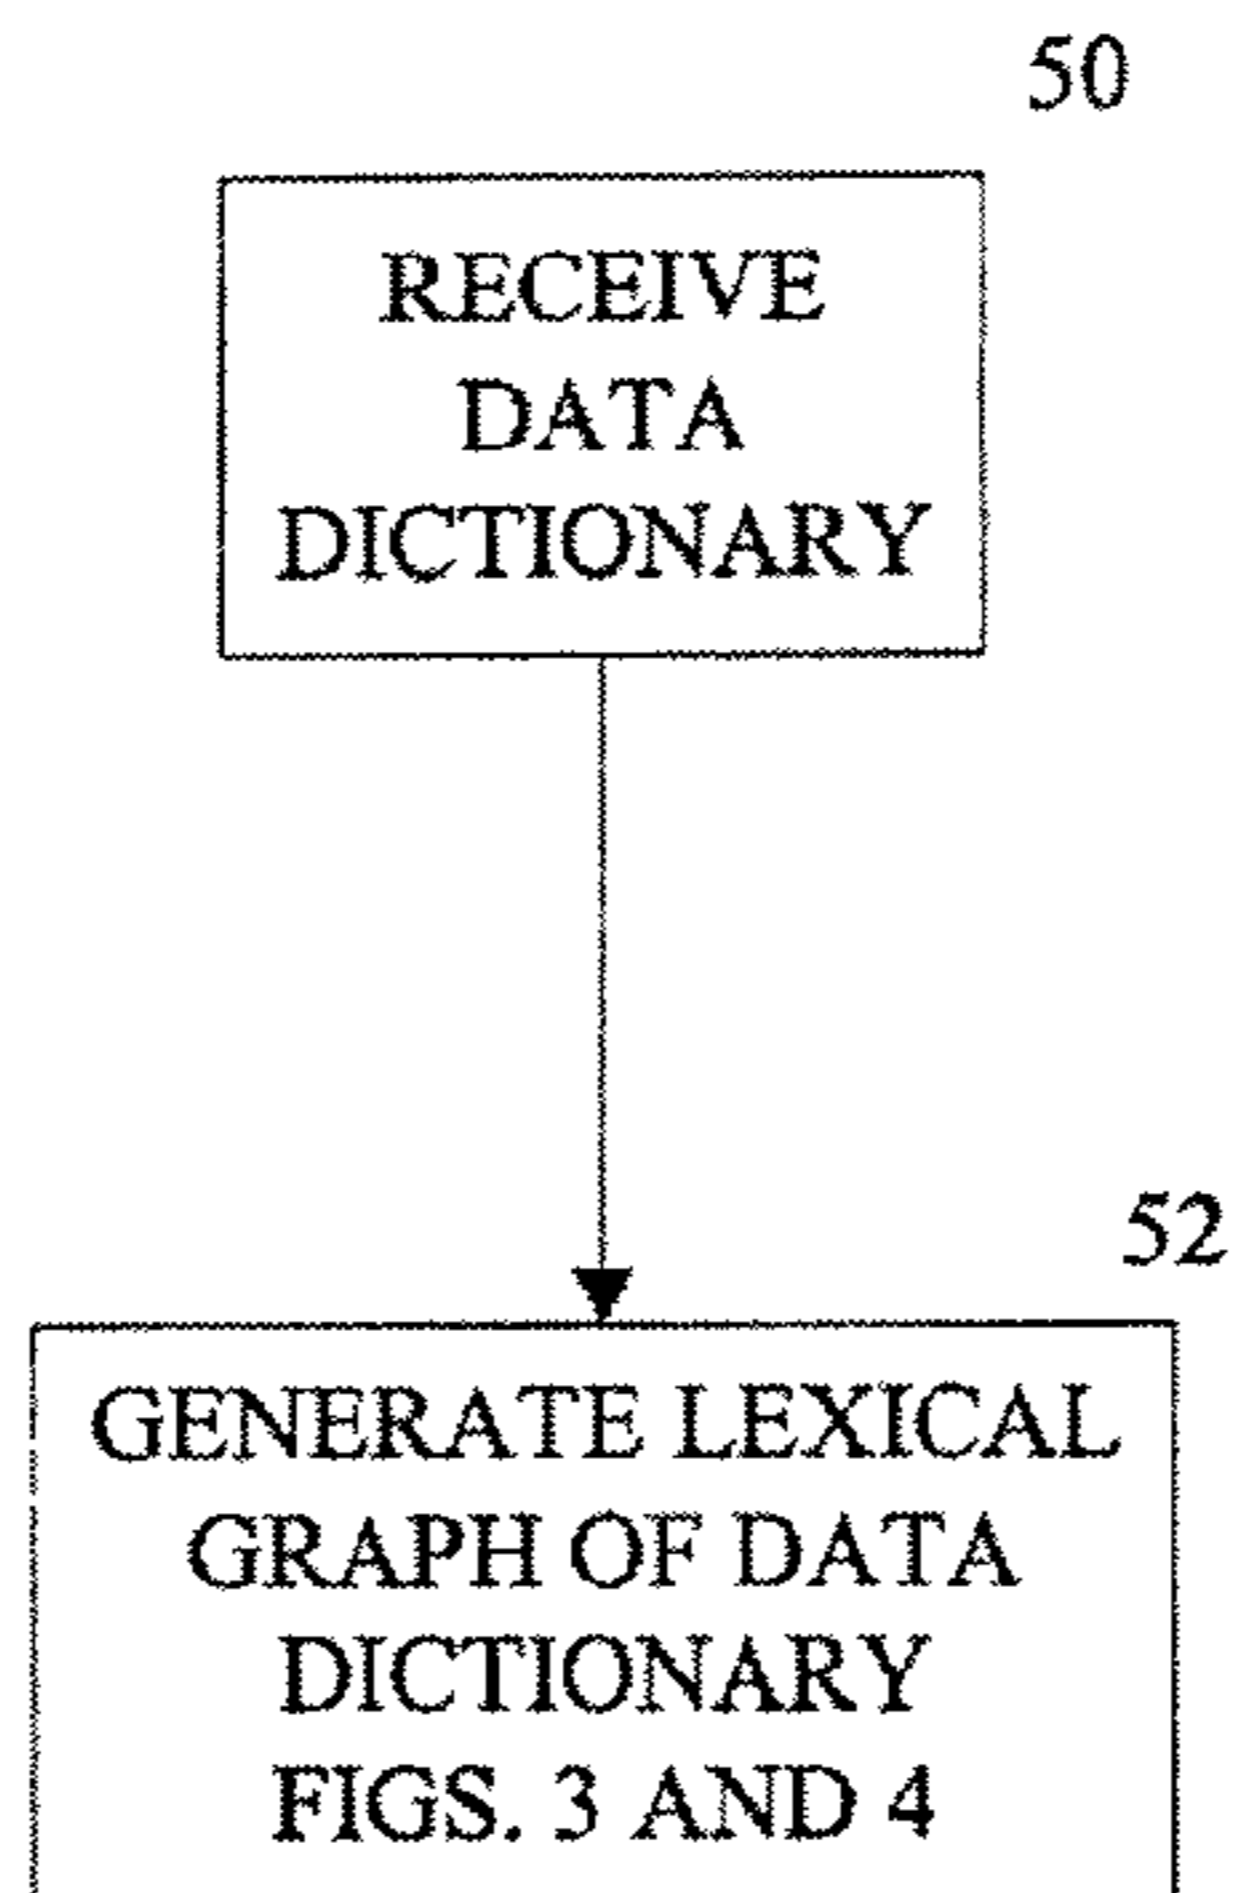 50
RECEIVE
DATA
DICTIONARY
52
GENERATE LEXICAL
GRAPH OF DATA
DICTIONARY
FIGS. 3 AND 4